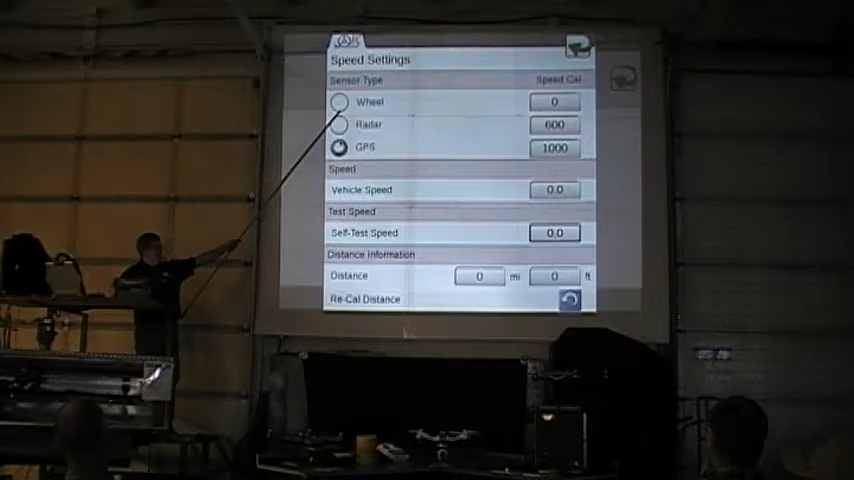 Speed Settings
Sensor Type Speed Cal
Wheel 0
Radar 600
GPS 1000
Speed
Vehicle Speed 0.0
Test Speed
Self-Test Speed 0.0
Distance Information
Distance 0 mi 0 ft
Re-Cal Distance